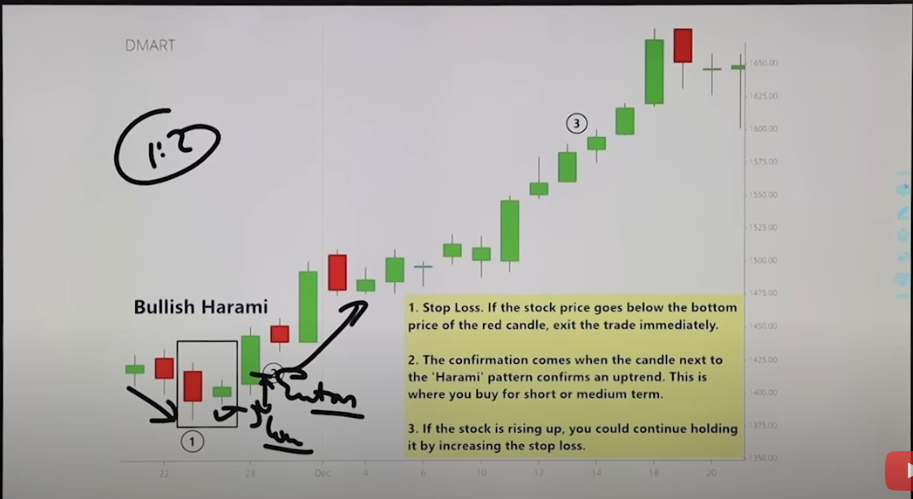 DMART
1650.00
1625.00
1600.00
1575.00
1550.00
1525.00
1500.00
1475.00
1450.00
1425.00
1400.00
1375.00
1350.00
1:2
3
Bullish Harami
1
1. Stop Loss. If the stock price goes below the bottom
price of the red candle, exit the trade immediately.
2. The confirmation comes when the candle next to
the 'Harami' pattern confirms an uptrend. This is
where you buy for short or medium term.
3. If the stock is rising up, you could continue holding
it by increasing the stop loss.
22
28
Dec
4
6
10
12
14
18
20